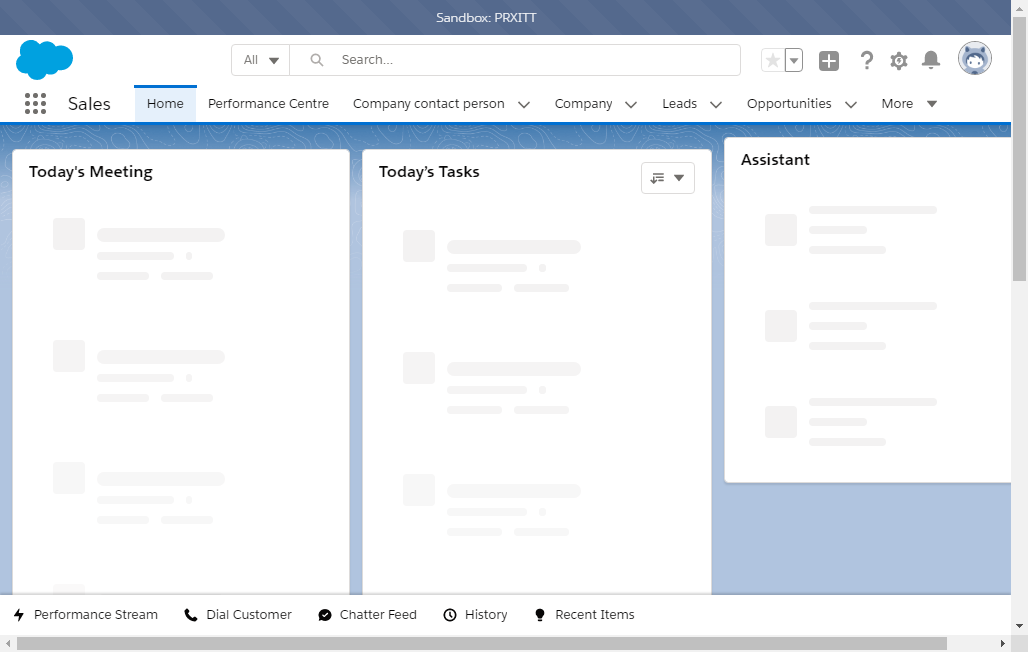 Sandbox: PRXITT
All Search...
Sales Home Performance Centre Company contact person Company Leads Opportunities More
Today's Meeting
Today’s Tasks
Assistant
Performance Stream Dial Customer Chatter Feed History Recent Items